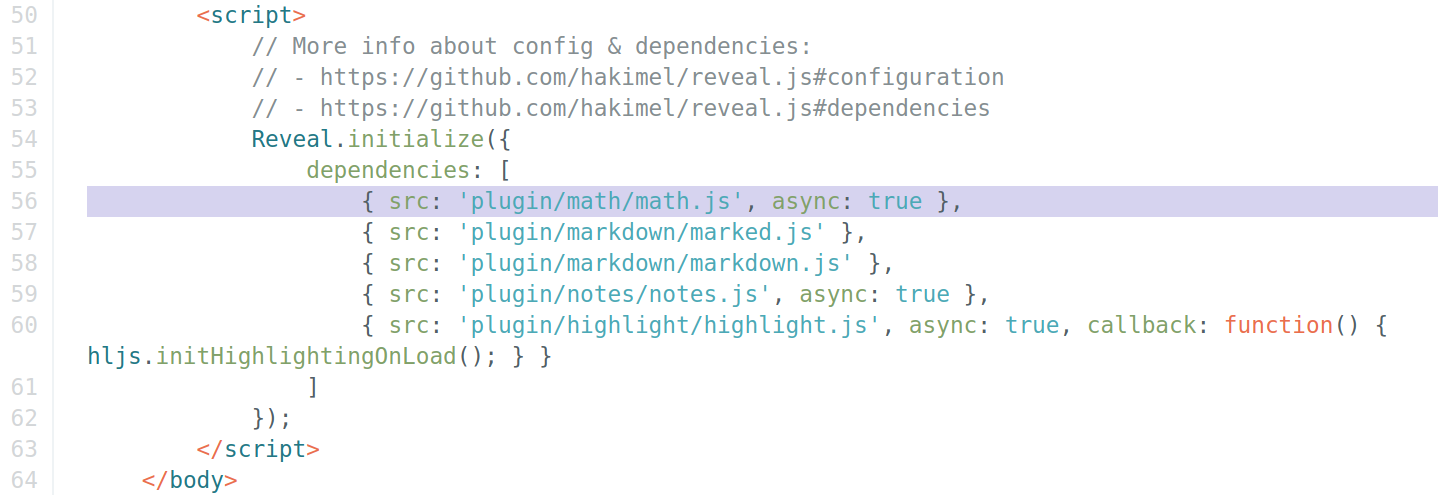 50 <script>
51 // More info about config & dependencies:
52 // - https://github.com/hakimel/reveal.js#configuration
53 // - https://github.com/hakimel/reveal.js#dependencies
54 Reveal.initialize({
55 dependencies: [
56 { src: 'plugin/math/math.js', async: true },
57 { src: 'plugin/markdown/marked.js' },
58 { src: 'plugin/markdown/markdown.js' },
59 { src: 'plugin/notes/notes.js', async: true },
60 { src: 'plugin/highlight/highlight.js', async: true, callback: function() {
hljs.initHighlightingOnLoad(); } }
61 ]
62 });
63 </script>
64 </body>